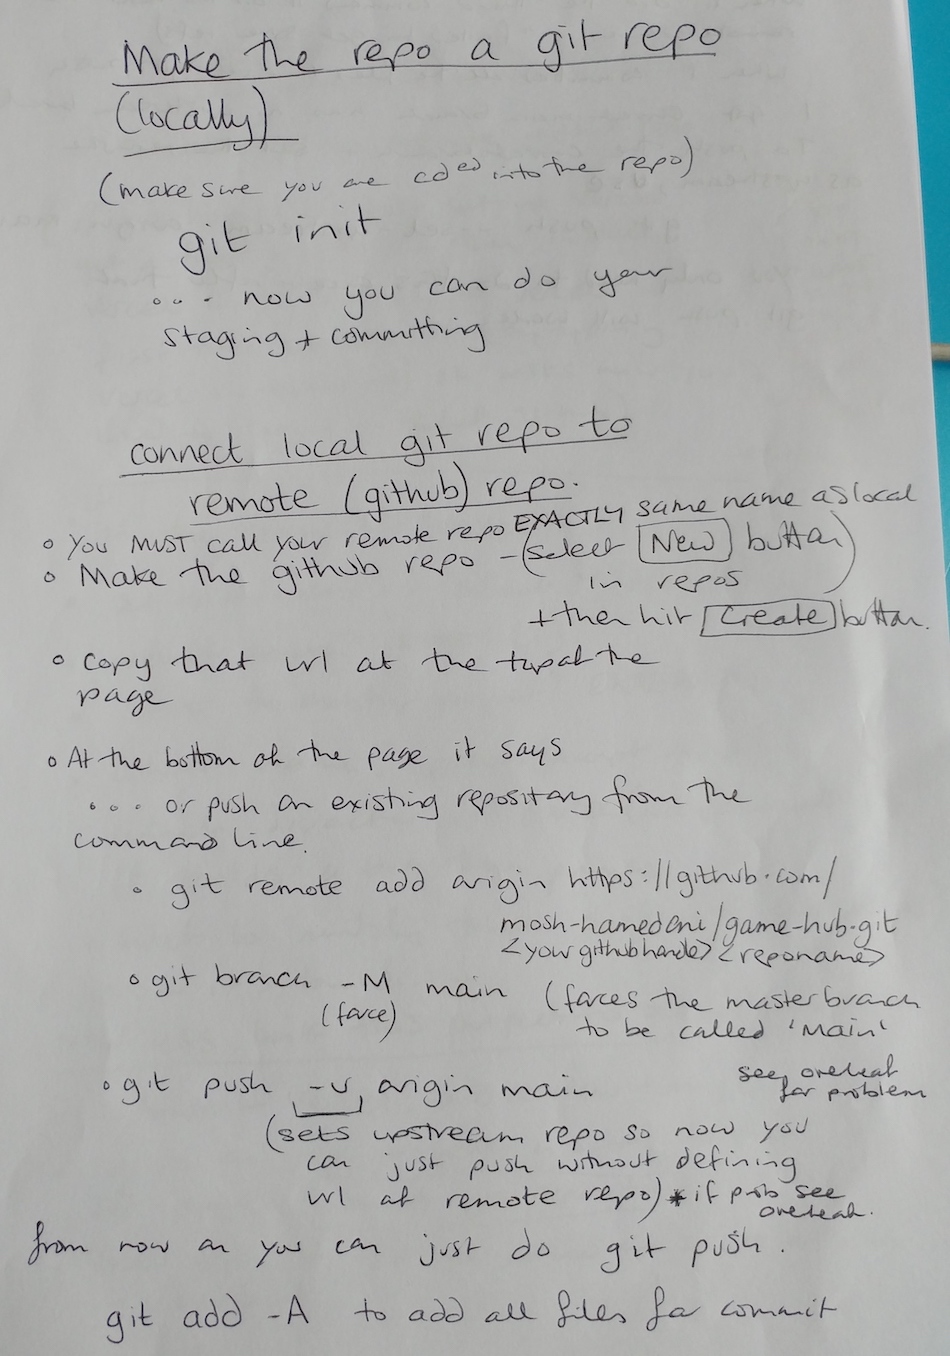 Make the repo a git repo
(locally)
(make sure you are cded into the repo)
git init
... now you can do your
staging + committing
connect local git repo to
remote (github) repo.
○ You MUST call your remote repo EXACTLY same name as local
○ Make the github repo - (select [New] button)
in repos
+ then hit [Create] button.
○ copy that url at the top of the
page
○ At the bottom of the page it says
... or push an existing repository from the
command line.
○ git remote add origin https://github.com/
mosh-hamedani/game-hub-git
<your github handle> <reponame>
○ git branch -M main (forces the master branch
(force) to be called 'Main'
○ git push -u origin main
see overleaf
for problem
(sets upstream repo so now you
can just push without defining
url of remote repo) * if prob see
overleaf.
from now on you can just do git push.
git add -A to add all files for commit